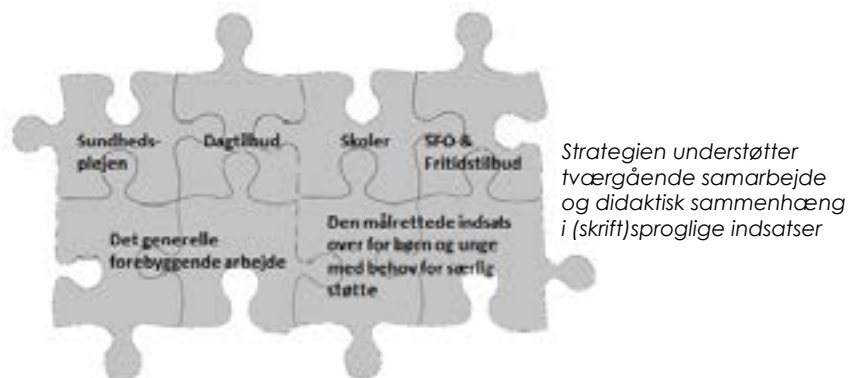 Sundheds-
plejen
Dagtilbud
Skoler
SFO &
Fritidstilbud
Det generelle
forebyggende arbejde
Den målrettede indsats
over for børn og unge
med behov for særlig
støtte
Strategien understøtter
tværgående samarbejde
og didaktisk sammenhæng
i (skrift)sproglige indsatser